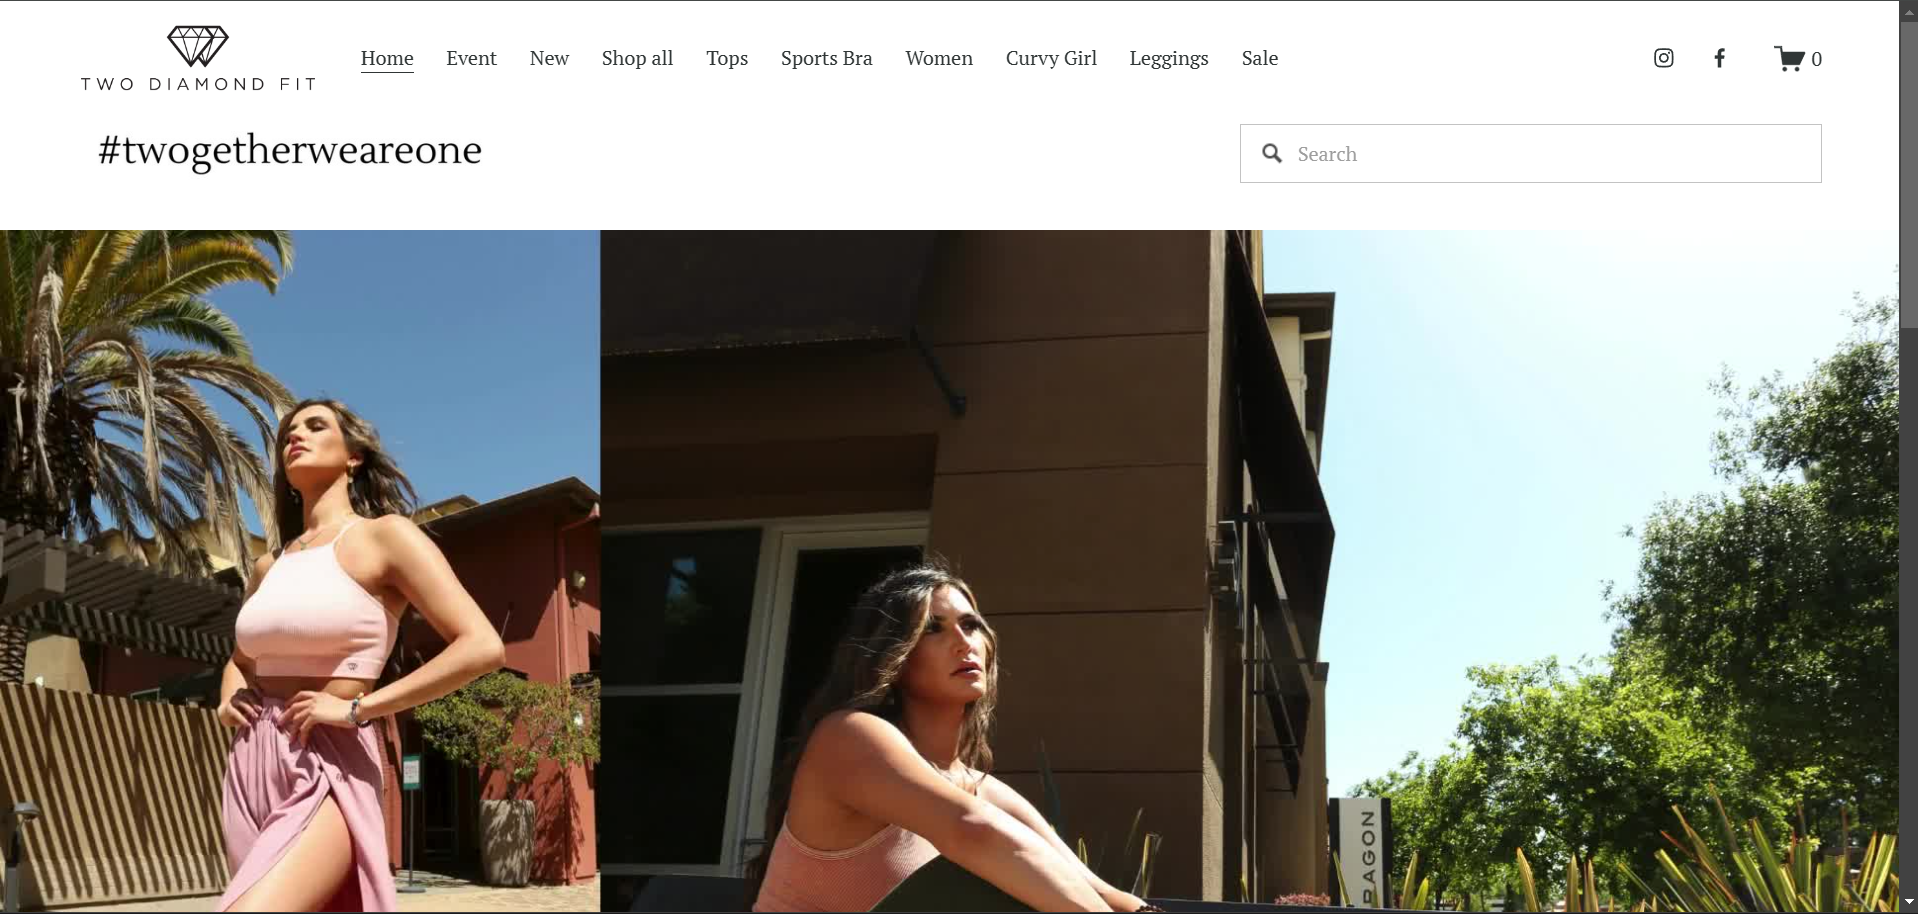 TWO DIAMOND FIT
Home Event New Shop all Tops Sports Bra Women Curvy Girl Leggings Sale
0
#twogetherweareone
Search
RAGON